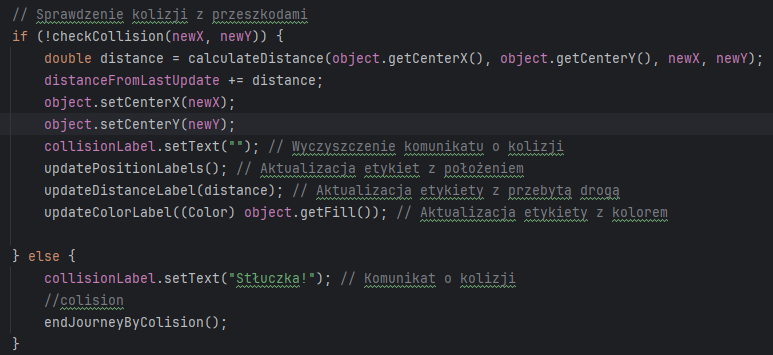 // Sprawdzenie kolizji z przeszkodami
if (!checkCollision(newX, newY)) {
    double distance = calculateDistance(object.getCenterX(), object.getCenterY(), newX, newY);
    distanceFromLastUpdate += distance;
    object.setCenterX(newX);
    object.setCenterY(newY);
    collisionLabel.setText(""); // Wyczyszczenie komunikatu o kolizji
    updatePositionLabels(); // Aktualizacja etykiet z położeniem
    updateDistanceLabel(distance); // Aktualizacja etykiety z przebytą drogą
    updateColorLabel((Color) object.getFill()); // Aktualizacja etykiety z kolorem
} else {
    collisionLabel.setText("Stłuczka!"); // Komunikat o kolizji
    //colision
    endJourneyByColision();
}